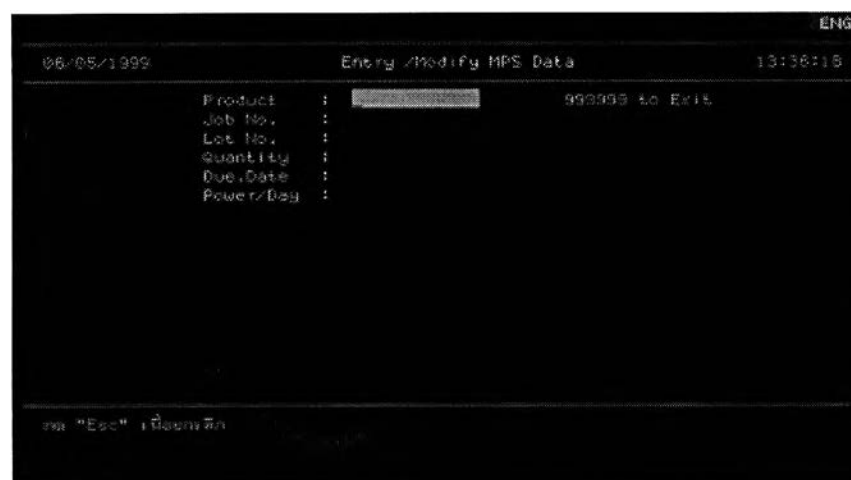 ENG
06/05/1999 Entry /Modify MPS Data 13:36:18
Product : 999999 to Exit
Job No. :
Lot No. :
Quantity :
Due.Date :
Power/Day :
กด "Esc" เพื่อยกเลิก